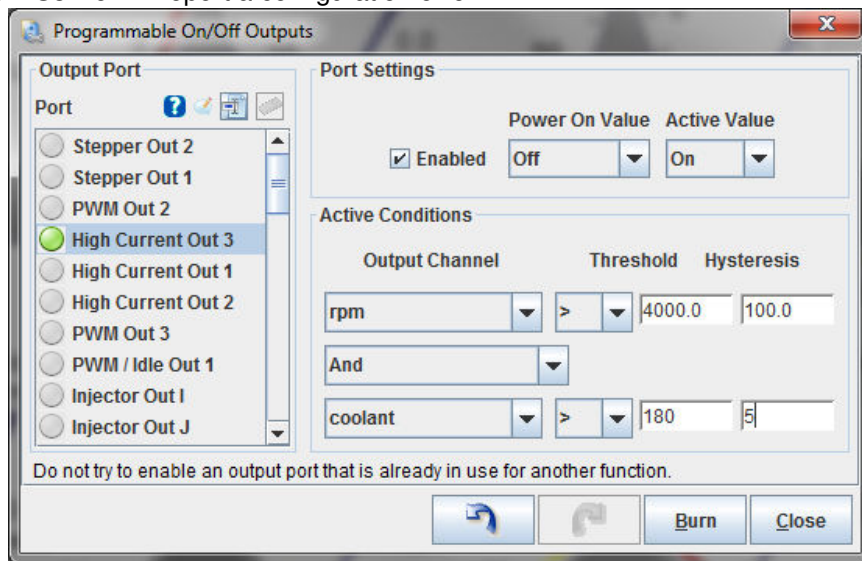 Programmable On/Off Outputs
Output Port
Port
Stepper Out 2
Stepper Out 1
PWM Out 2
High Current Out 3
High Current Out 1
High Current Out 2
PWM Out 3
PWM / Idle Out 1
Injector Out I
Injector Out J
Port Settings
Power On Value Active Value
Enabled Off On
Active Conditions
Output Channel Threshold Hysteresis
rpm > 4000.0 100.0
And
coolant > 180 5
Do not try to enable an output port that is already in use for another function.
Burn Close